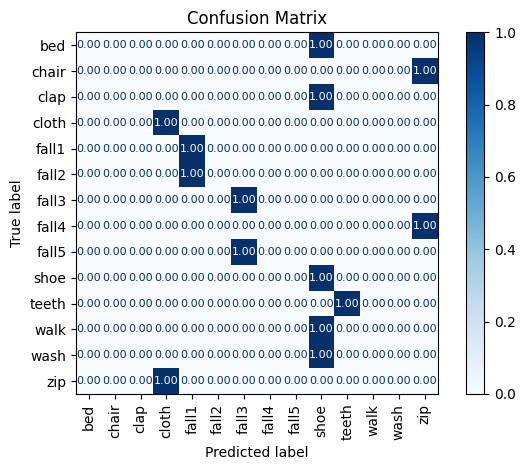 Confusion Matrix
bed 0.00 0.00 0.00 0.00 0.00 0.00 0.00 0.00 0.00 1.00 0.00 0.00 0.00 0.00
chair 0.00 0.00 0.00 0.00 0.00 0.00 0.00 0.00 0.00 0.00 0.00 0.00 0.00 1.00
clap 0.00 0.00 0.00 0.00 0.00 0.00 0.00 0.00 0.00 1.00 0.00 0.00 0.00 0.00
cloth 0.00 0.00 0.00 1.00 0.00 0.00 0.00 0.00 0.00 0.00 0.00 0.00 0.00 0.00
fall1 0.00 0.00 0.00 0.00 1.00 0.00 0.00 0.00 0.00 0.00 0.00 0.00 0.00 0.00
fall2 0.00 0.00 0.00 0.00 1.00 0.00 0.00 0.00 0.00 0.00 0.00 0.00 0.00 0.00
fall3 0.00 0.00 0.00 0.00 0.00 0.00 1.00 0.00 0.00 0.00 0.00 0.00 0.00 0.00
fall4 0.00 0.00 0.00 0.00 0.00 0.00 0.00 0.00 0.00 0.00 0.00 0.00 0.00 1.00
fall5 0.00 0.00 0.00 0.00 0.00 0.00 1.00 0.00 0.00 0.00 0.00 0.00 0.00 0.00
shoe 0.00 0.00 0.00 0.00 0.00 0.00 0.00 0.00 0.00 1.00 0.00 0.00 0.00 0.00
teeth 0.00 0.00 0.00 0.00 0.00 0.00 0.00 0.00 0.00 0.00 1.00 0.00 0.00 0.00
walk 0.00 0.00 0.00 0.00 0.00 0.00 0.00 0.00 0.00 1.00 0.00 0.00 0.00 0.00
wash 0.00 0.00 0.00 0.00 0.00 0.00 0.00 0.00 0.00 1.00 0.00 0.00 0.00 0.00
zip 0.00 0.00 0.00 1.00 0.00 0.00 0.00 0.00 0.00 0.00 0.00 0.00 0.00 0.00
True label
bed chair clap cloth fall1 fall2 fall3 fall4 fall5 shoe teeth walk wash zip
Predicted label
1.0
0.8
0.6
0.4
0.2
0.0